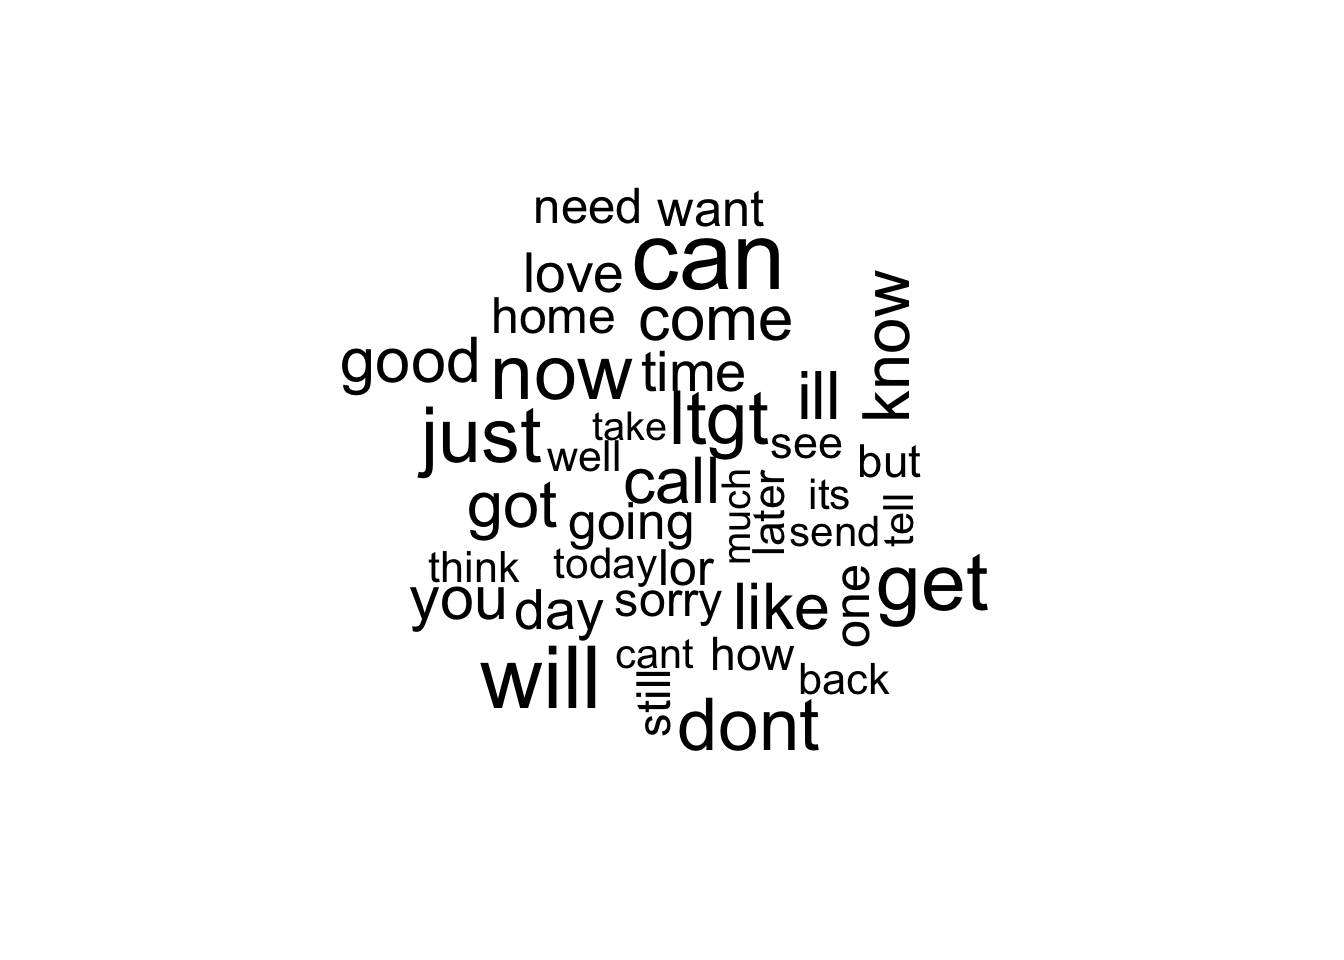 need want
love can
home come
know
good now time
ill
just take ltgt
well see
but
got call
its
going much later send tell
think today lor
you day sorry like one get
will cant how
still back
dont